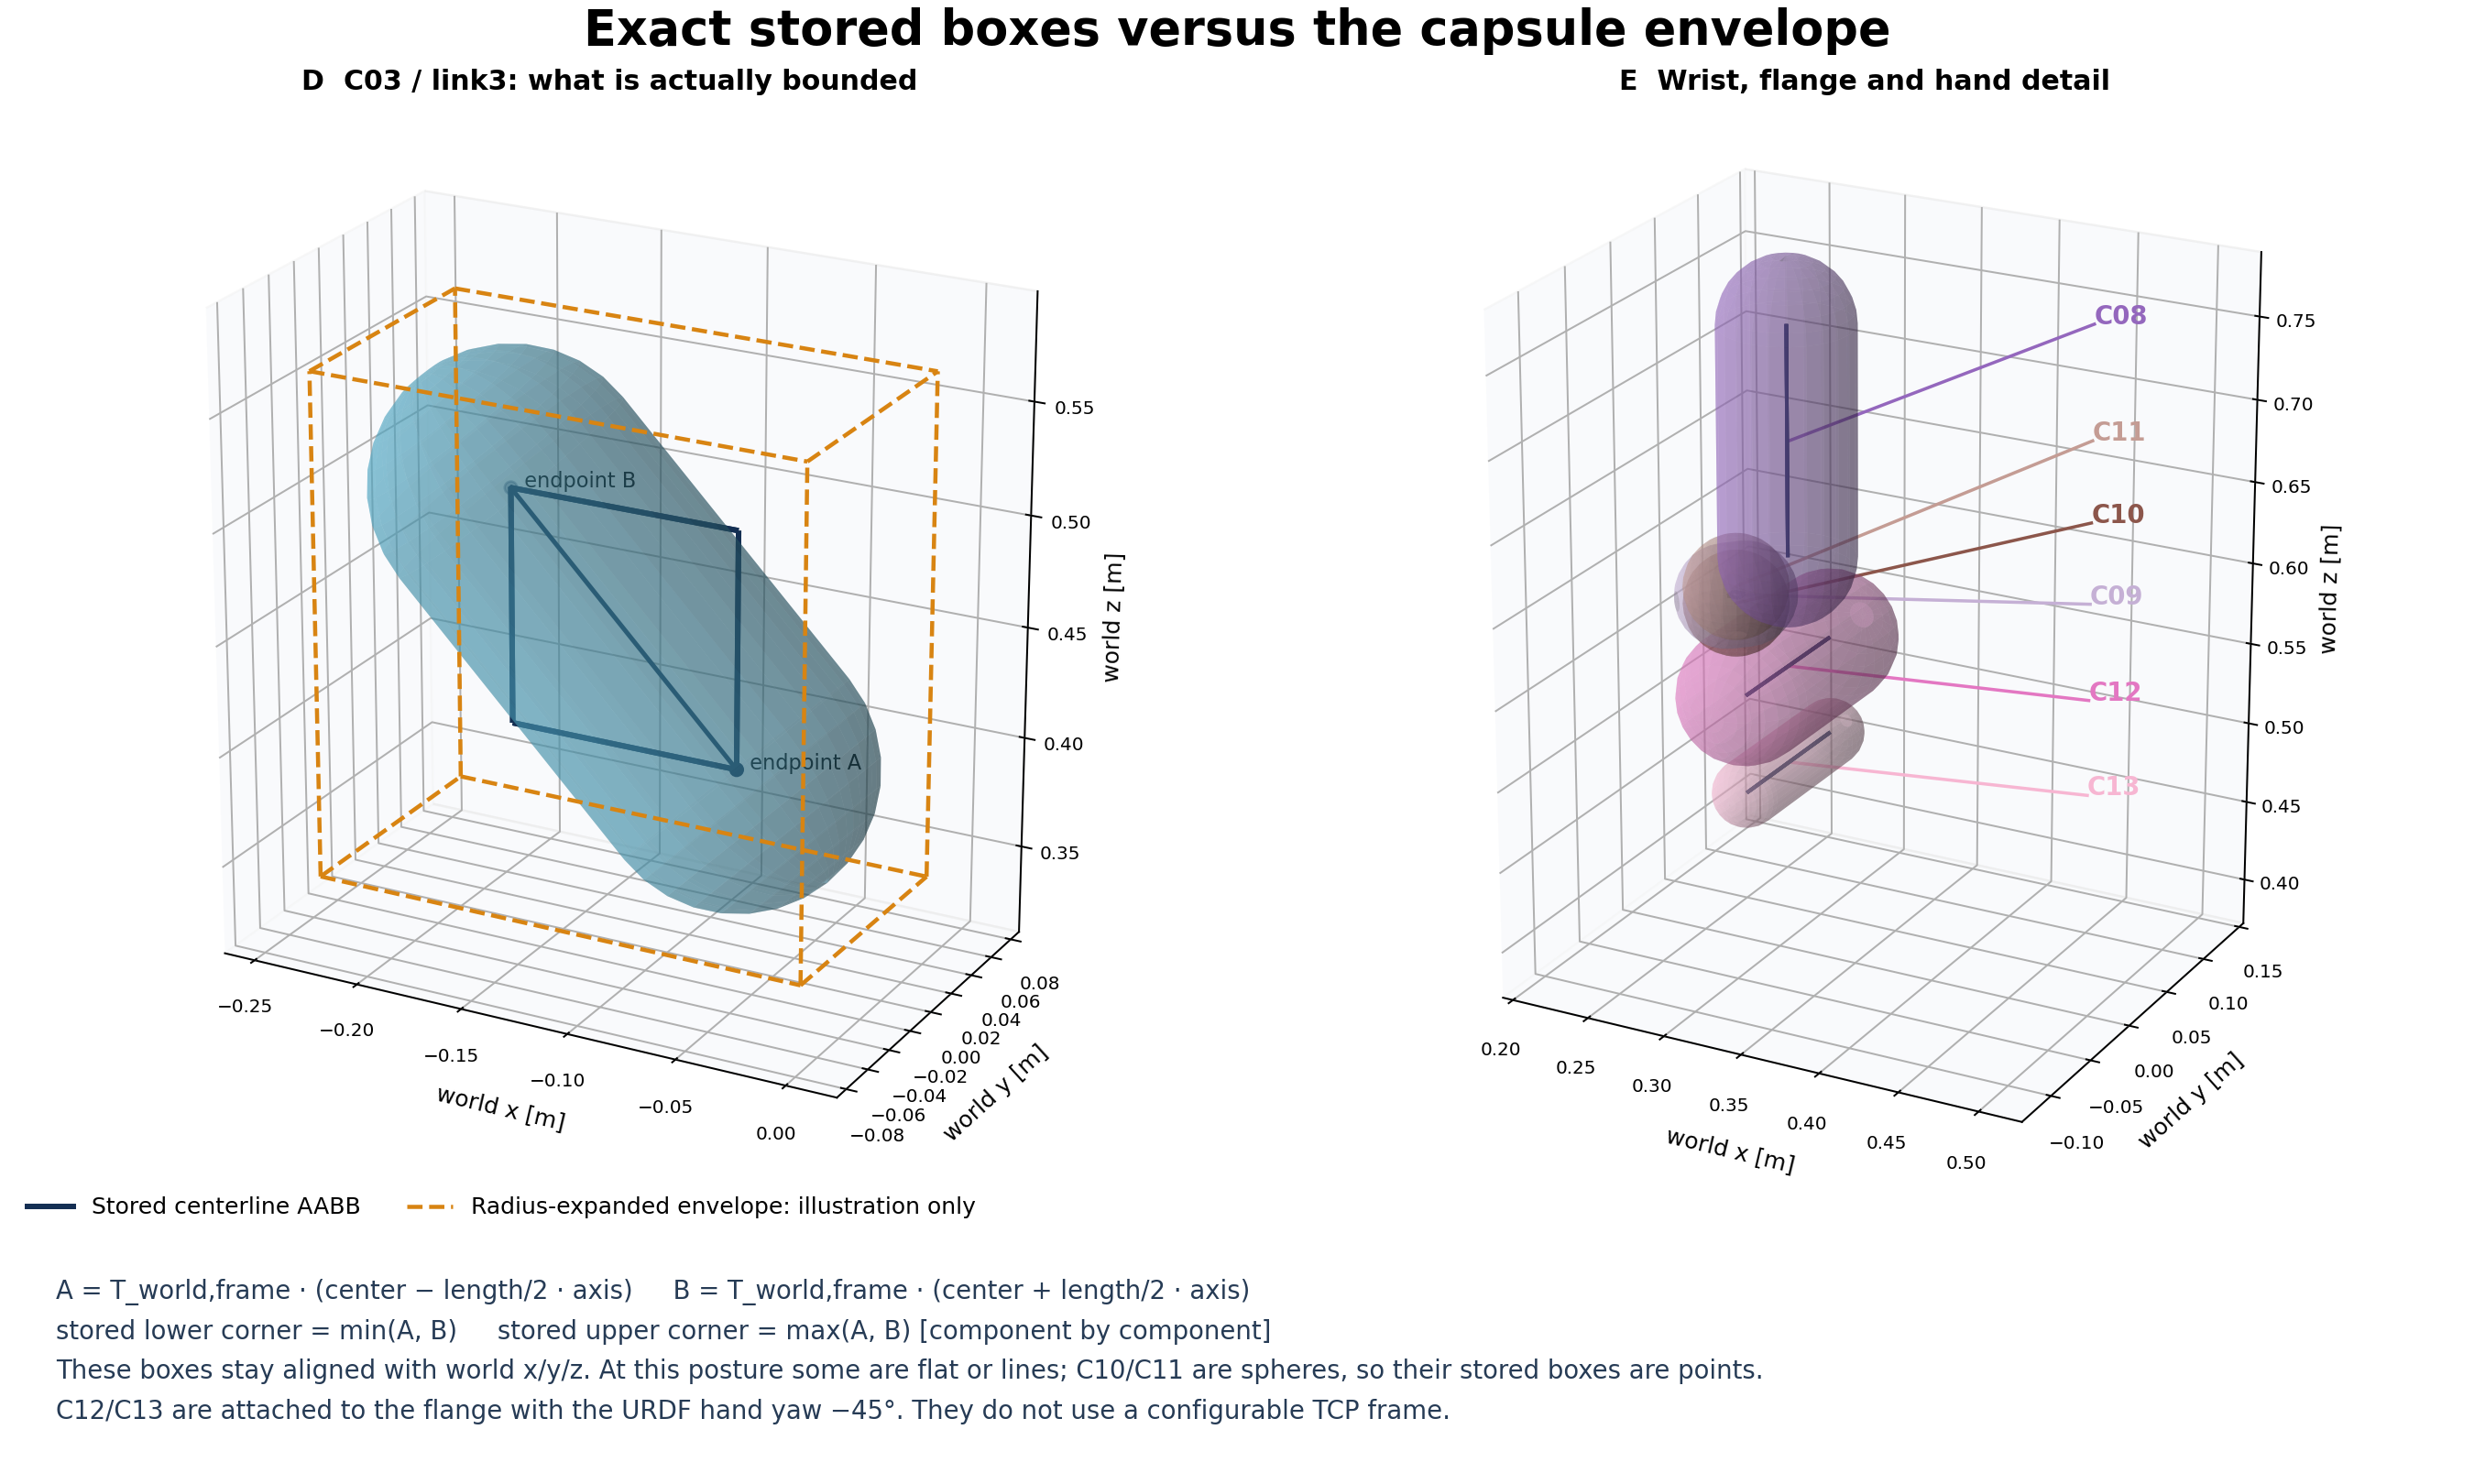 Exact stored boxes versus the capsule envelope
D  C03 / link3: what is actually bounded
endpoint B
endpoint A
0.55
0.50
0.45
0.40
0.35
world z [m]
−0.25
−0.20
−0.15
−0.10
−0.05
0.00
world x [m]
0.08
0.06
0.04
0.02
0.00
−0.02
−0.04
−0.06
−0.08
world y [m]
E  Wrist, flange and hand detail
C08
C11
C10
C09
C12
C13
0.75
0.70
0.65
0.60
0.55
0.50
0.45
0.40
world z [m]
0.20
0.25
0.30
0.35
0.40
0.45
0.50
world x [m]
0.15
0.10
0.05
0.00
−0.05
−0.10
world y [m]
Stored centerline AABB
Radius-expanded envelope: illustration only
A = T_world,frame · (center − length/2 · axis)     B = T_world,frame · (center + length/2 · axis)
stored lower corner = min(A, B)     stored upper corner = max(A, B) [component by component]
These boxes stay aligned with world x/y/z. At this posture some are flat or lines; C10/C11 are spheres, so their stored boxes are points.
C12/C13 are attached to the flange with the URDF hand yaw −45°. They do not use a configurable TCP frame.